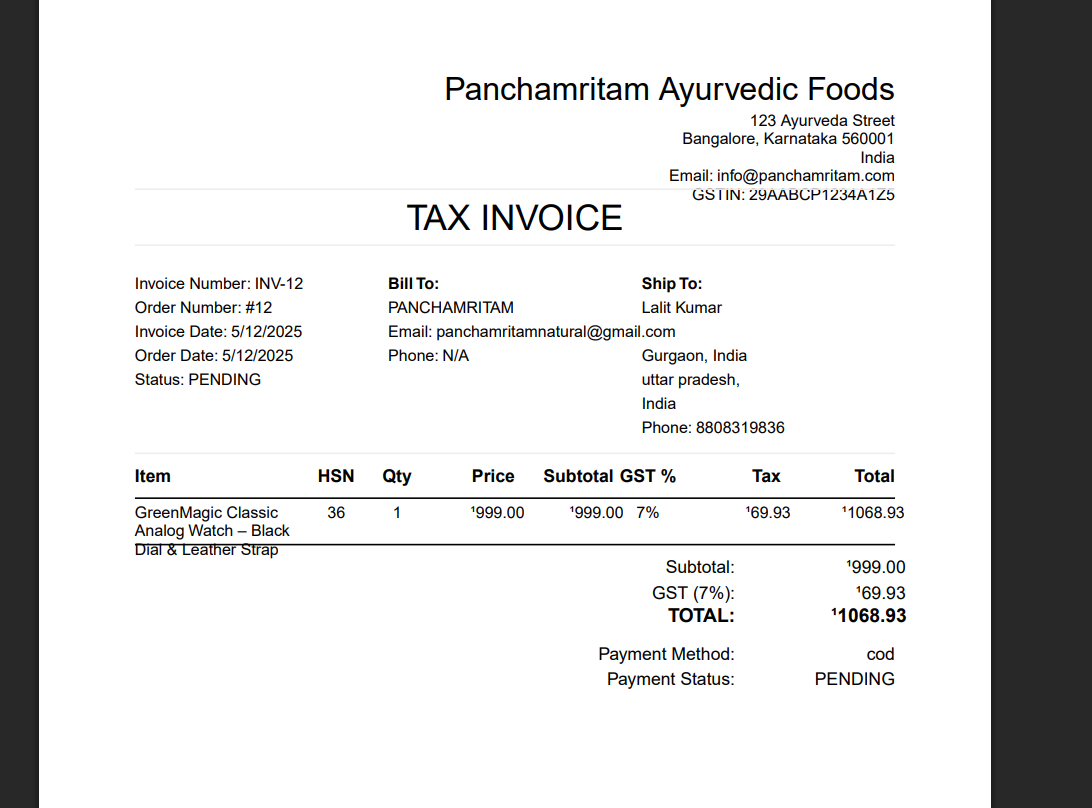 Panchamritam Ayurvedic Foods
123 Ayurveda Street
Bangalore, Karnataka 560001
India
Email: info@panchamritam.com
GSTIN: 29AABCP1234A1Z5
TAX INVOICE
Invoice Number: INV-12
Order Number: #12
Invoice Date: 5/12/2025
Order Date: 5/12/2025
Status: PENDING
Bill To:
PANCHAMRITAM
Email: panchamritamnatural@gmail.com
Phone: N/A
Ship To:
Lalit Kumar
Gurgaon, India
uttar pradesh,
India
Phone: 8808319836
Item HSN Qty Price Subtotal GST % Tax Total
GreenMagic Classic 36 1 ¹999.00 ¹999.00 7% ¹69.93 ¹1068.93
Analog Watch – Black
Dial & Leather Strap
Subtotal: ¹999.00
GST (7%): ¹69.93
TOTAL: ¹1068.93
Payment Method: cod
Payment Status: PENDING